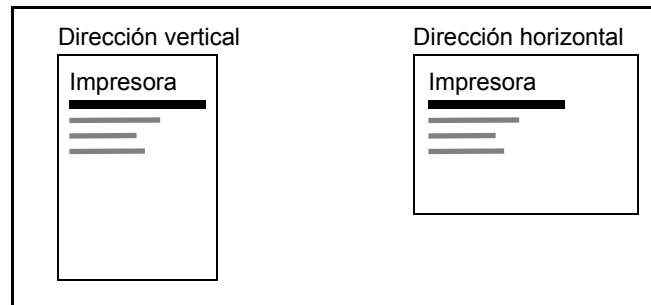 Dirección vertical
Impresora
Dirección horizontal
Impresora